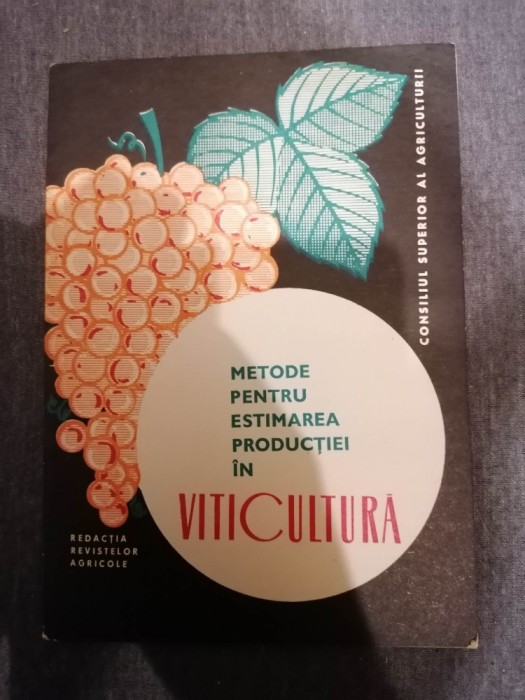 CONSILIUL SUPERIOR AL AGRICULTURII
METODE
PENTRU
ESTIMAREA
PRODUCȚIEI
ÎN
VITICULTURĂ
REDACȚIA
REVISTELOR
AGRICOLE